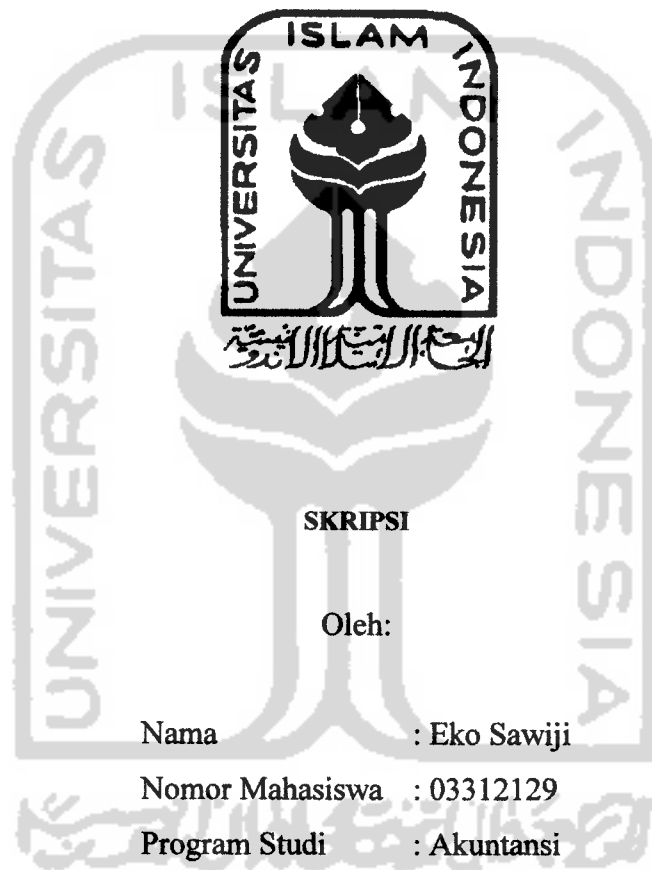 UNIVERSITAS ISLAM INDONESIA
SKRIPSI
Oleh:
Nama : Eko Sawiji
Nomor Mahasiswa : 03312129
Program Studi : Akuntansi